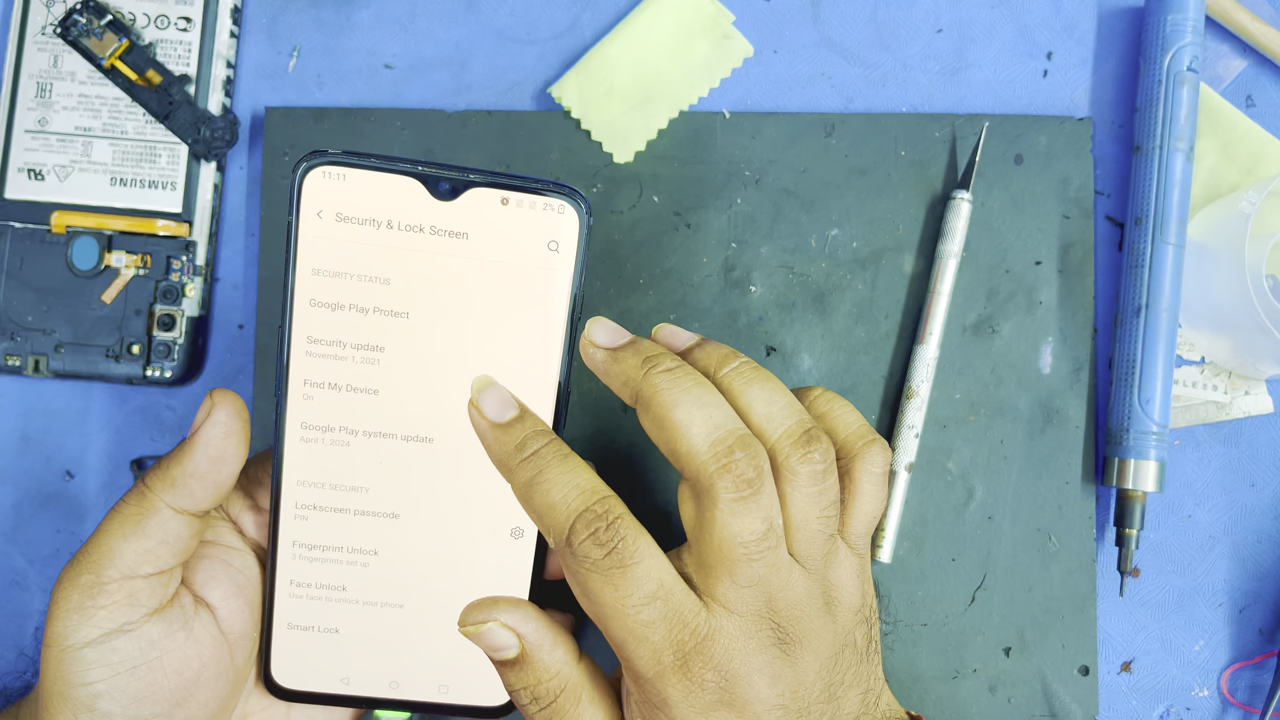 11:11
2%
Security & Lock Screen
SECURITY STATUS
Google Play Protect
Security update
November 1, 2021
Find My Device
On
Google Play system update
April 1, 2024
DEVICE SECURITY
Lockscreen passcode
PIN
Fingerprint Unlock
3 fingerprints set up
Face Unlock
Use face to unlock your phone
Smart Lock
SAMSUNG
EAC